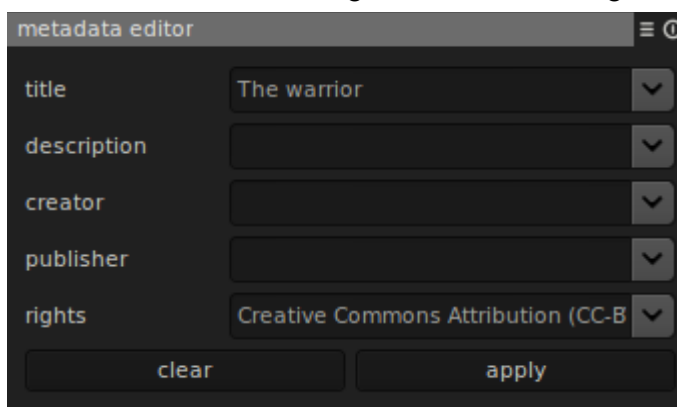 metadata editor
title The warrior
description
creator
publisher
rights Creative Commons Attribution (CC-B
clear apply